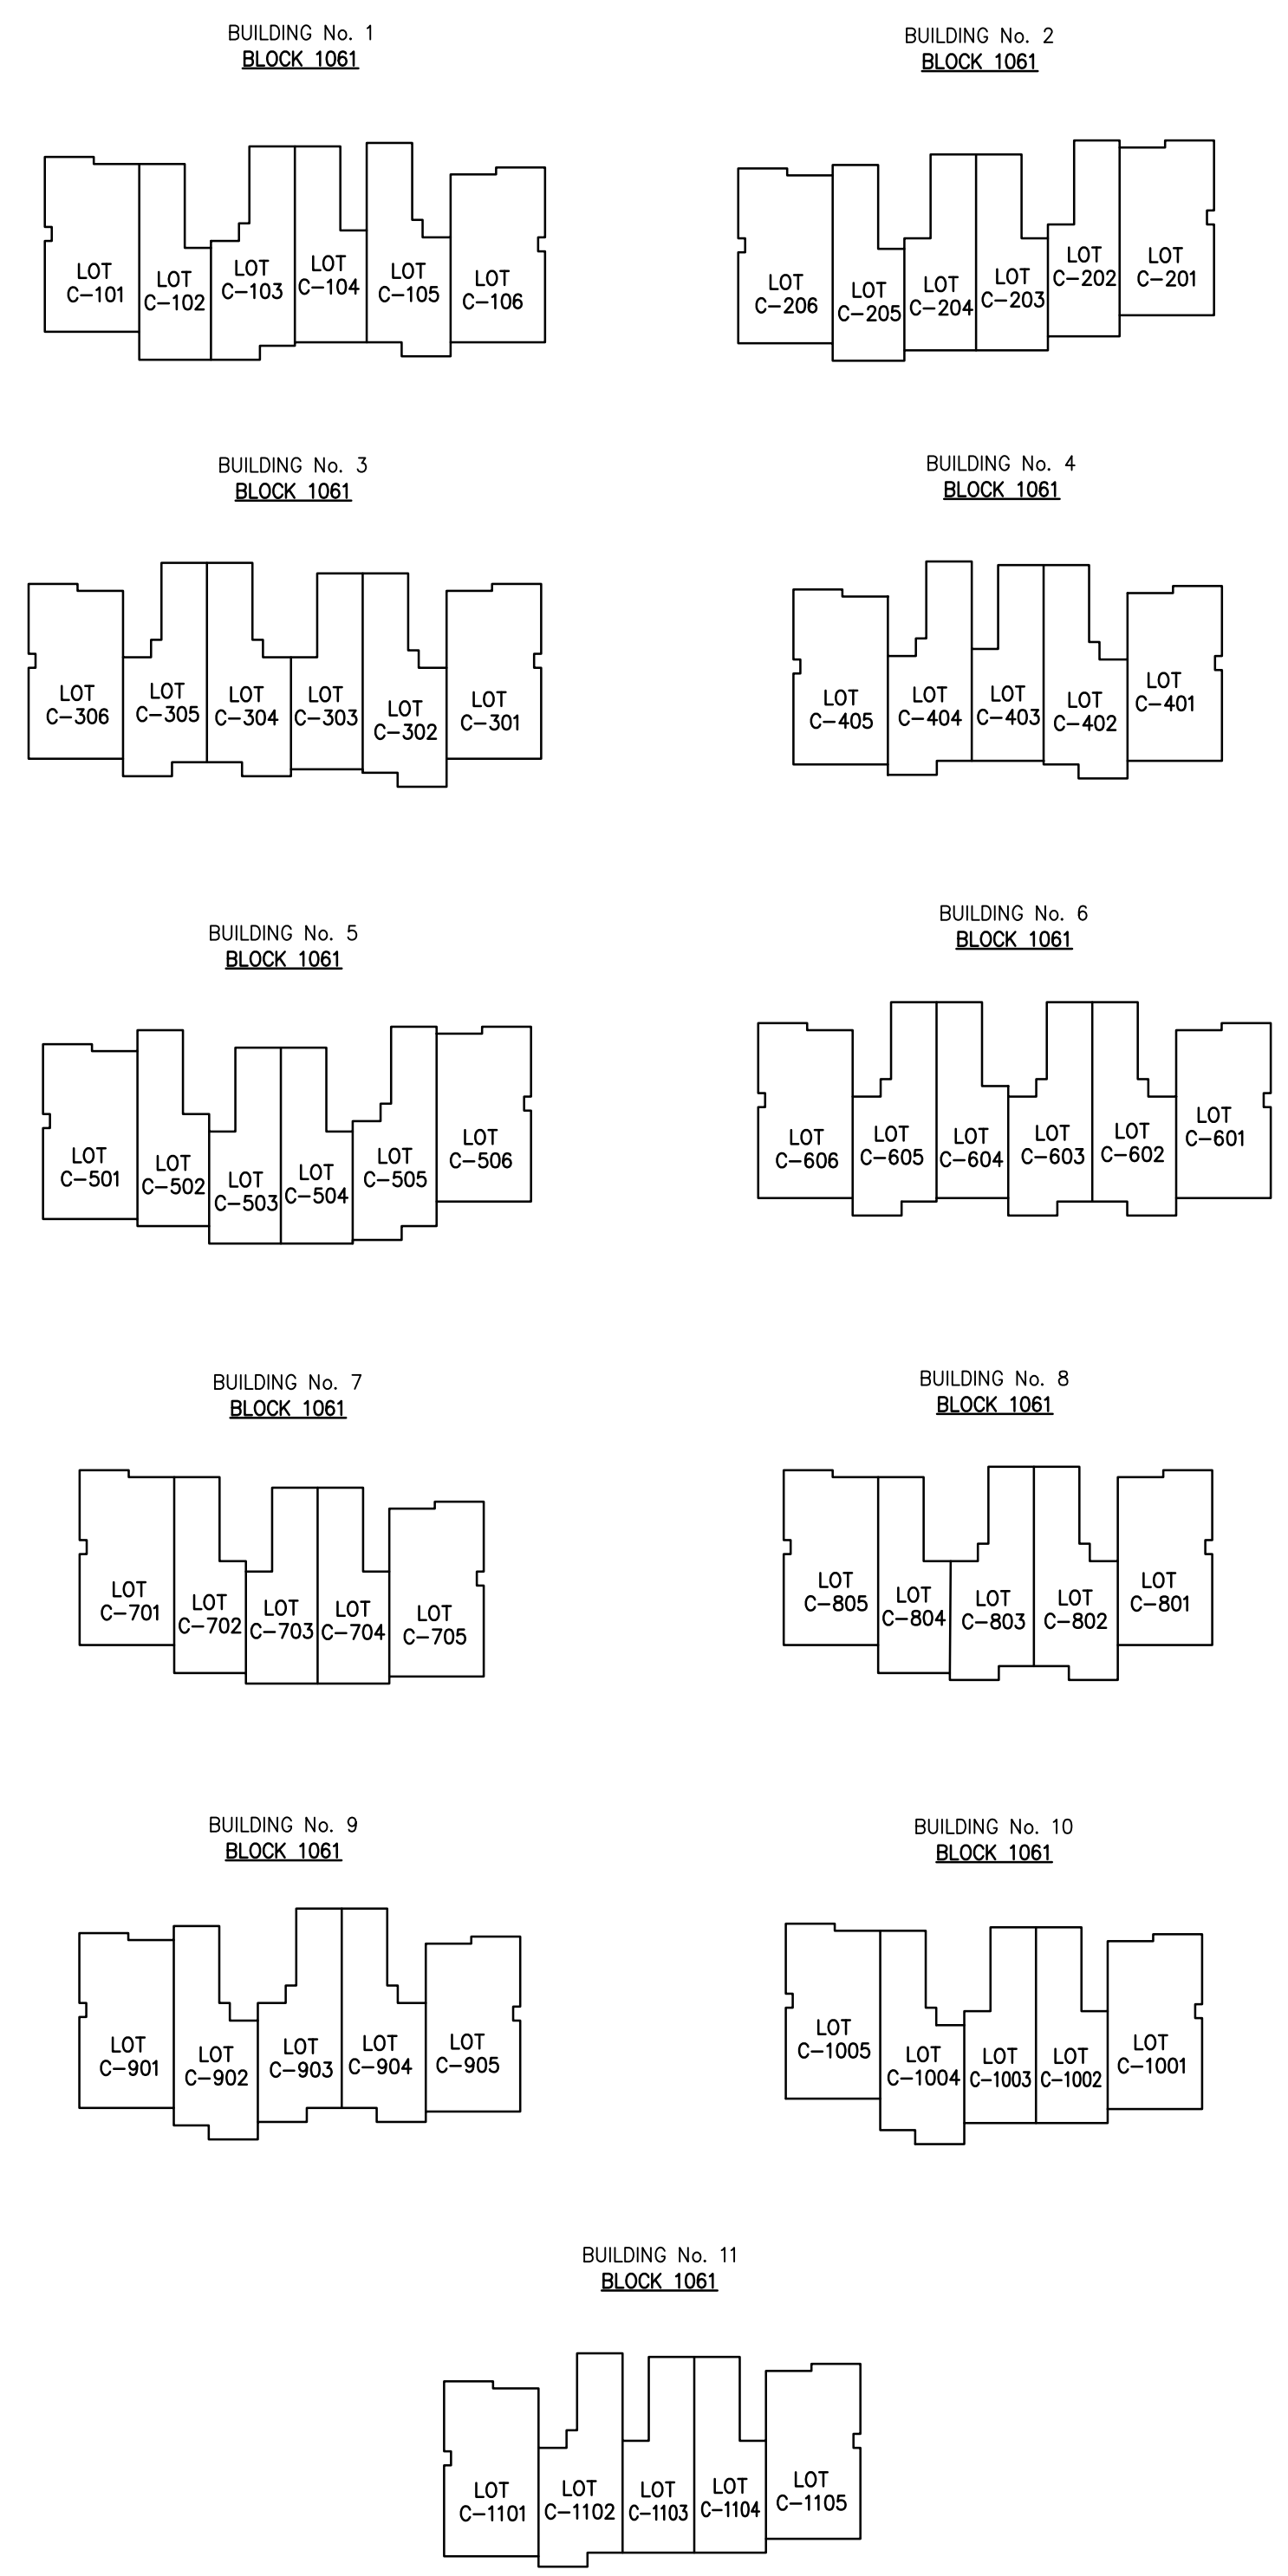 BUILDING No. 1
BLOCK 1061
LOT
C-101
LOT
C-102
LOT
C-103
LOT
C-104
LOT
C-105
LOT
C-106
BUILDING No. 2
BLOCK 1061
LOT
C-206
LOT
C-205
LOT
C-204
LOT
C-203
LOT
C-202
LOT
C-201
BUILDING No. 3
BLOCK 1061
LOT
C-306
LOT
C-305
LOT
C-304
LOT
C-303
LOT
C-302
LOT
C-301
BUILDING No. 4
BLOCK 1061
LOT
C-405
LOT
C-404
LOT
C-403
LOT
C-402
LOT
C-401
BUILDING No. 5
BLOCK 1061
LOT
C-501
LOT
C-502
LOT
C-503
LOT
C-504
LOT
C-505
LOT
C-506
BUILDING No. 6
BLOCK 1061
LOT
C-606
LOT
C-605
LOT
C-604
LOT
C-603
LOT
C-602
LOT
C-601
BUILDING No. 7
BLOCK 1061
LOT
C-701
LOT
C-702
LOT
C-703
LOT
C-704
LOT
C-705
BUILDING No. 8
BLOCK 1061
LOT
C-805
LOT
C-804
LOT
C-803
LOT
C-802
LOT
C-801
BUILDING No. 9
BLOCK 1061
LOT
C-901
LOT
C-902
LOT
C-903
LOT
C-904
LOT
C-905
BUILDING No. 10
BLOCK 1061
LOT
C-1005
LOT
C-1004
LOT
C-1003
LOT
C-1002
LOT
C-1001
BUILDING No. 11
BLOCK 1061
LOT
C-1101
LOT
C-1102
LOT
C-1103
LOT
C-1104
LOT
C-1105